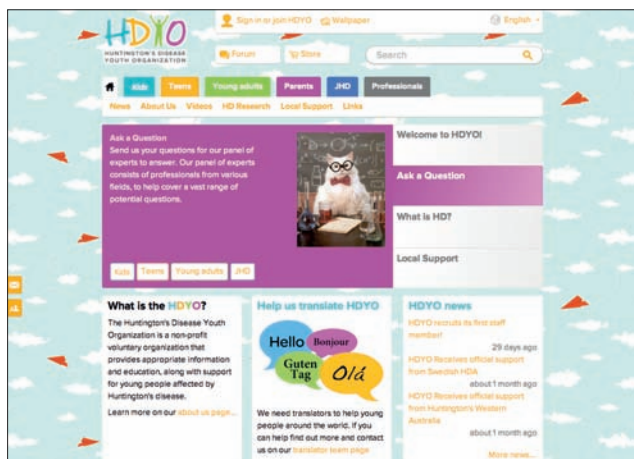 Sign in or join HDYO Wallpaper English
HDYO
HUNTINGTON'S DISEASE
YOUTH ORGANIZATION
Forum Store Search
Kids Teens Young adults Parents JHD Professionals
News About Us Videos HD Research Local Support Links
Ask a Question
Send us your questions for our panel of
experts to answer. Our panel of experts
consists of professionals from various
fields, to help cover a vast range of
potential questions.
Kids Teens Young adults JHD
Welcome to HDYO!
Ask a Question
What is HD?
Local Support
What is the HDYO?
The Huntington's Disease Youth
Organization is a non-profit
voluntary organization that
provides appropriate information
and education, along with support
for young people affected by
Huntington's disease.
Learn more on our about us page...
Help us translate HDYO
Hello Bonjour
Guten
Tag Olá
We need translators to help young
people around the world. If you
can help find out more and contact
us on our translator team page
HDYO news
HDYO recruits its first staff
member!
29 days ago
HDYO Receives official support
from Swedish HDA
about 1 month ago
HDYO Receives official support
from Huntington's Western
Australia
about 1 month ago
More news...